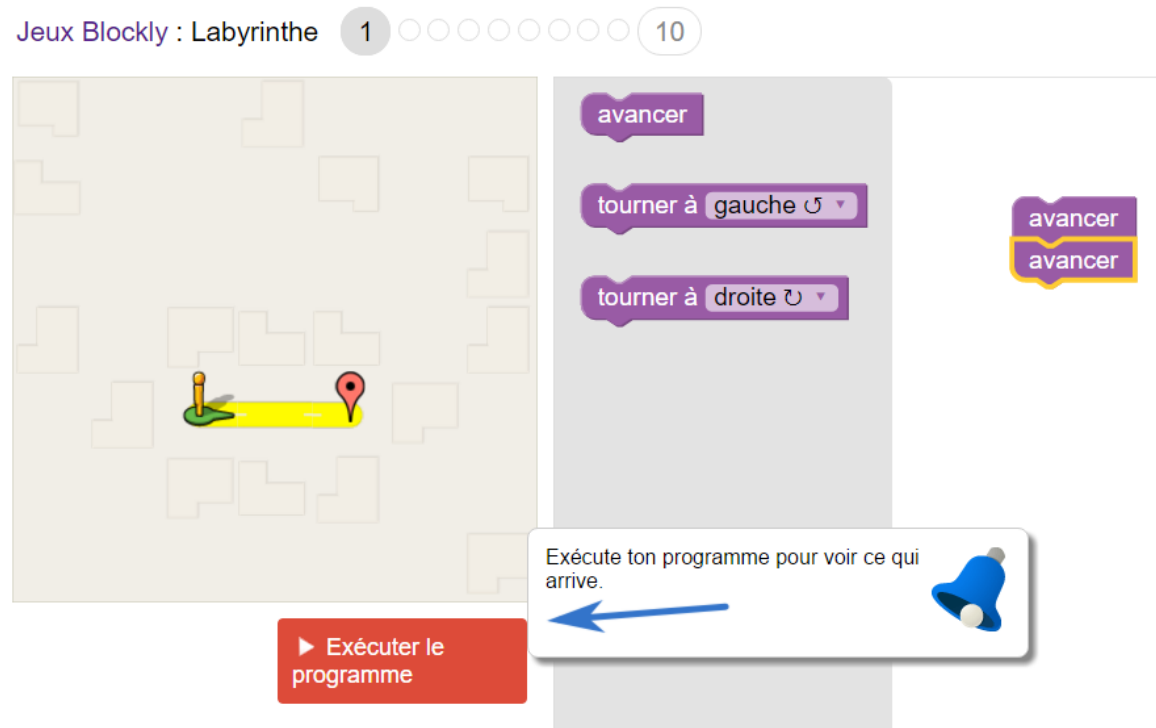 Jeux Blockly : Labyrinthe 1 10
avancer
tourner à gauche ↺ ▼
tourner à droite ↻ ▼
avancer
avancer
Exécute ton programme pour voir ce qui
arrive.
Exécuter le
programme